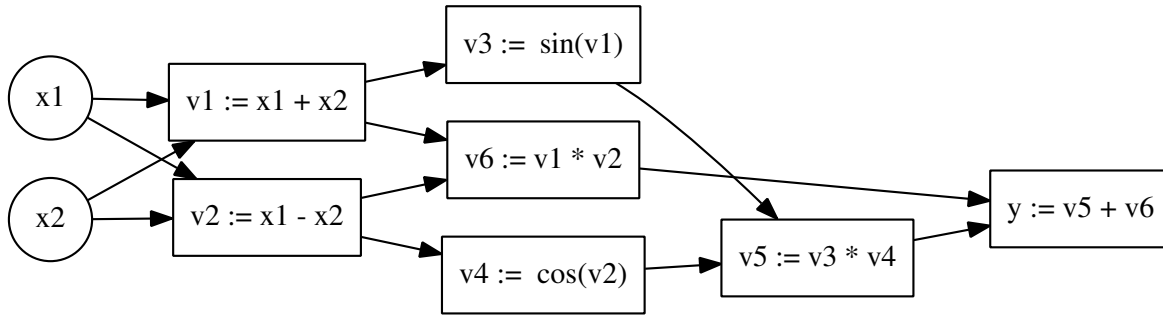 x1
x2
v1 := x1 + x2
v2 := x1 - x2
v3 := sin(v1)
v6 := v1 * v2
v4 := cos(v2)
v5 := v3 * v4
y := v5 + v6